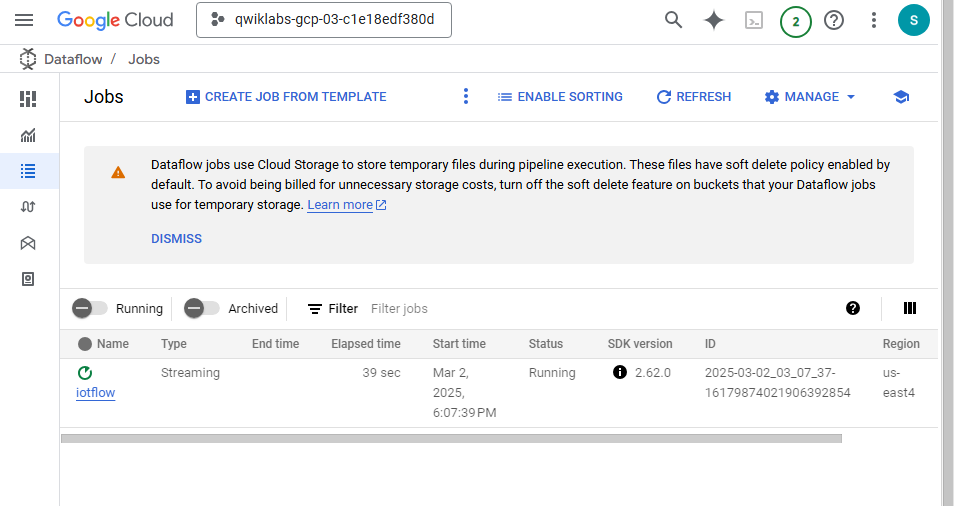 Google Cloud
qwiklabs-gcp-03-c1e18edf380d
2
S
Dataflow / Jobs
Jobs
CREATE JOB FROM TEMPLATE
ENABLE SORTING
REFRESH
MANAGE
Dataflow jobs use Cloud Storage to store temporary files during pipeline execution. These files have soft delete policy enabled by
default. To avoid being billed for unnecessary storage costs, turn off the soft delete feature on buckets that your Dataflow jobs
use for temporary storage. Learn more
DISMISS
Running
Archived
Filter
Filter jobs
Name Type End time Elapsed time Start time Status SDK version ID Region
iotflow
Streaming
39 sec
Mar 2,
2025,
6:07:39 PM
Running
2.62.0
2025-03-02_03_07_37-
16179874021906392854
us-
east4